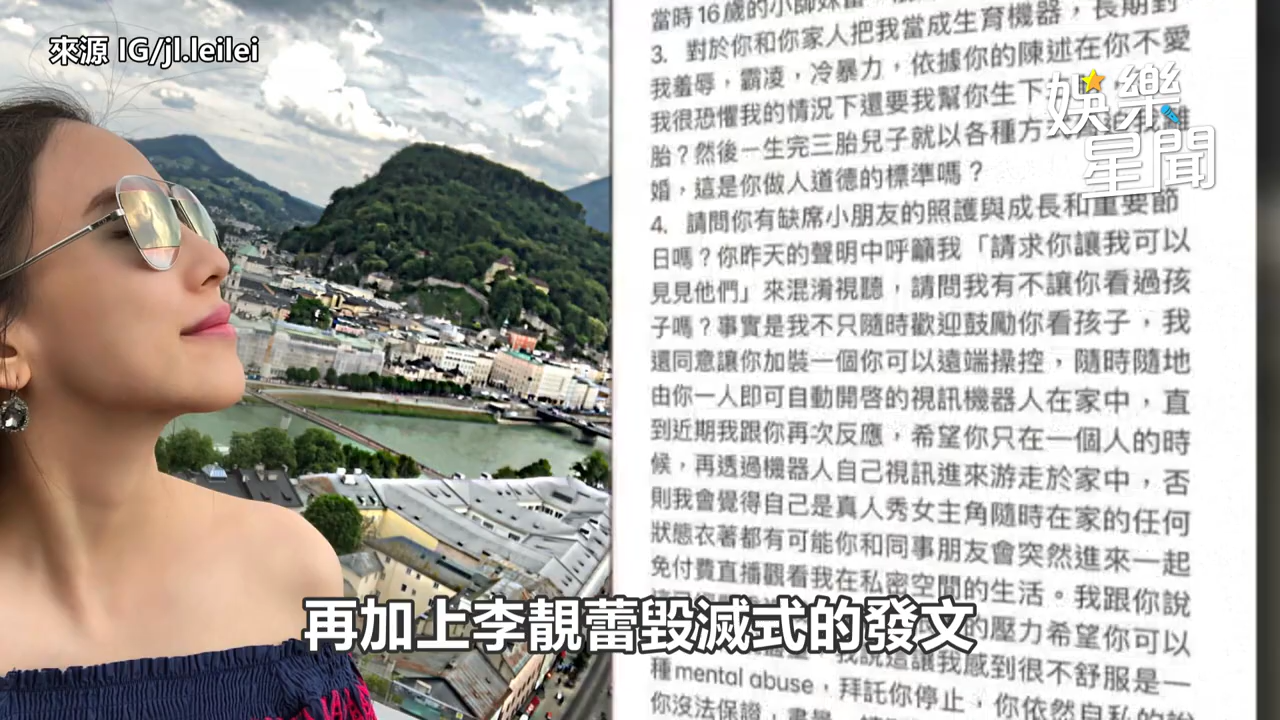 來源 IG/jl.leilei
當時16歲的小師妹
3. 對於你和你家人把我當成生育機器，長期對
我羞辱，霸凌，冷暴力，依據你的陳述在你不愛
我很恐懼我的情況下還要我幫你生下
胎？然後一生完三胎兒子就以各種方
婚，這是你做人道德的標準嗎？
4. 請問你有缺席小朋友的照護與成長和重要節
日嗎？你昨天的聲明中呼籲我「請求你讓我可以
見見他們」來混淆視聽，請問我有不讓你看過孩
子嗎？事實是我不只隨時歡迎鼓勵你看孩子，我
還同意讓你加裝一個你可以遠端操控，隨時隨地
由你一人即可自動開啓的視訊機器人在家中，直
到近期我跟你再次反應，希望你只在一個人的時
候，再透過機器人自己視訊進來游走於家中，否
則我會覺得自己是真人秀女主角隨時在家的任何
狀態衣著都有可能你和同事朋友會突然進來一起
免付費直播觀看我在私密空間的生活。我跟你說
的壓力希望你可以
我說這讓我感到很不舒服是一
種mental abuse，拜託你停止，你依然自私的說
你沒法保證，盡量
娛樂
星聞
再加上李靚蕾毀滅式的發文